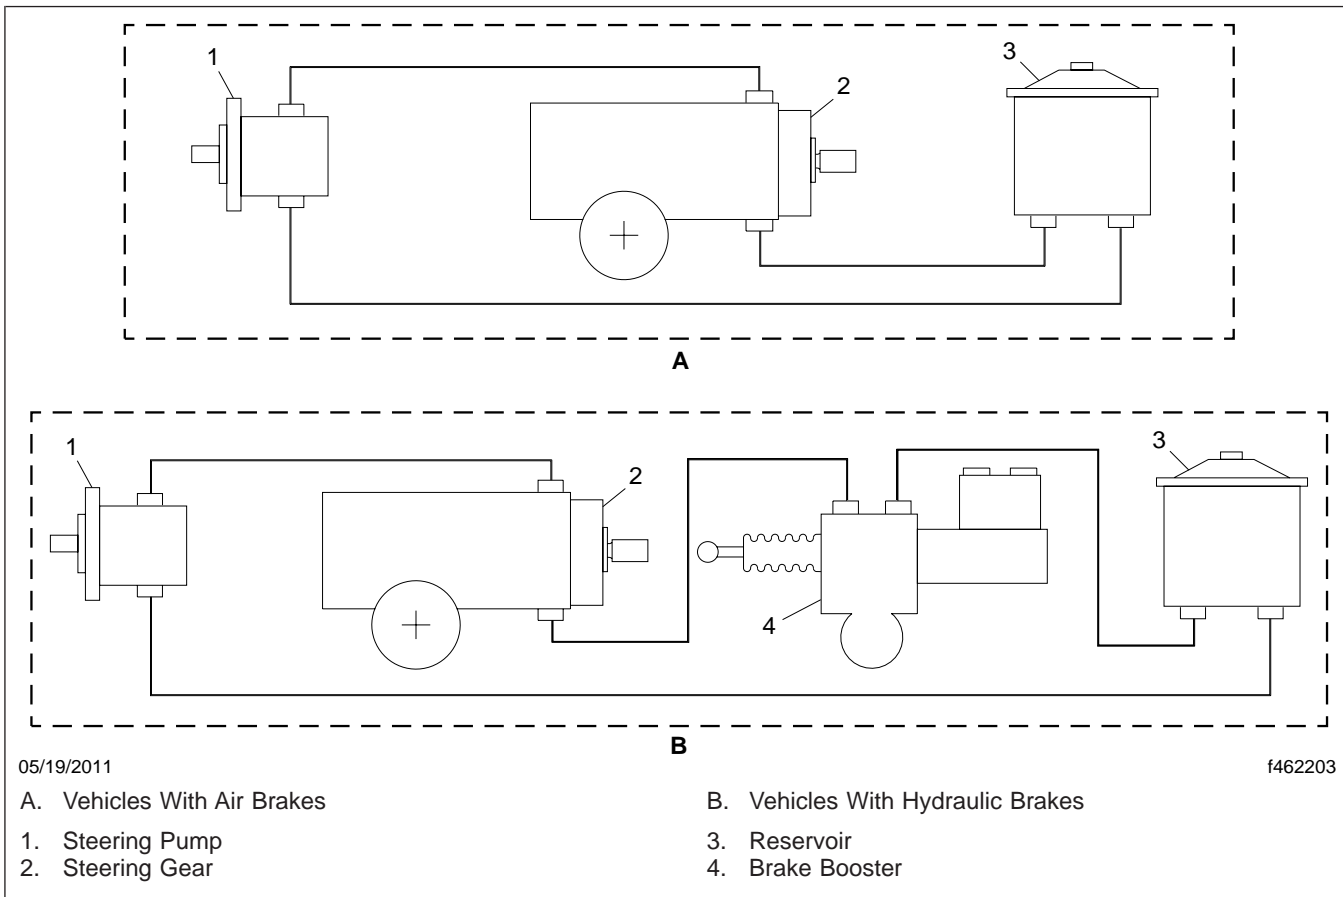 1
2
3
A
1
2
3
4
B
05/19/2011
f462203
A. Vehicles With Air Brakes
B. Vehicles With Hydraulic Brakes
1. Steering Pump
2. Steering Gear
3. Reservoir
4. Brake Booster